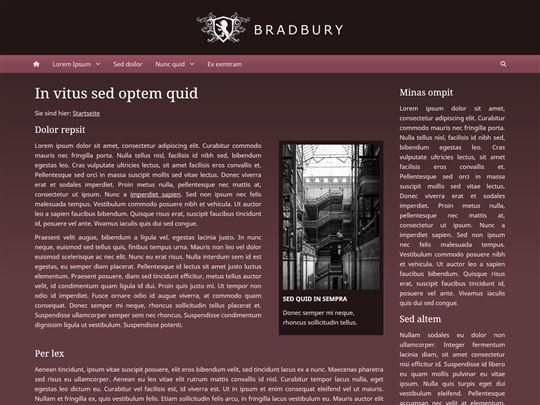 BRADBURY
Lorem Ipsum
Sed doilor
Nunc quid
Ex exmtram
In vitus sed optem quid
Sie sind hier: Startseite
Dolor repsit
Lorem ipsum dolor sit amet, consectetur adipiscing elit. Curabitur commodo
mauris nec fringilla porta. Nulla tellus nisl, facilisis id nibh sed, bibendum
egestas leo. Cras vulputate ultricies lectus, sit amet facilisis eros convallis et.
Pellentesque sed orci in massa suscipit mollis sed vitae lectus. Donec viverra
erat et sodales imperdiet. Proin metus nulla, pellentesque nec mattis at,
consectetur ut ipsum. Nunc a imperdiet sapien. Sed non ipsum nec felis
malesuada tempus. Vestibulum commodo posuere nibh et vehicula. Ut auctor
leo a sapien faucibus bibendum. Quisque risus erat, suscipit faucibus tincidunt
id, posuere vel ante. Vivamus iaculis quis dui sed congue.
Praesent velit augue, bibendum a ligula vel, egestas lacinia justo. In nunc
neque, euismod sed tellus quis, finibus tempus urna. Mauris non leo vel dolor
euismod scelerisque ac nec elit. Nunc eu erat risus. Nulla interdum sem id est
egestas, eu semper diam placerat. Pellentesque id lectus sit amet justo luctus
elementum. Praesent posuere, diam sed tincidunt efficitur, metus tellus auctor
velit, id condimentum quam ligula id dui. Proin quis justo mi. Ut tempor non
odio id imperdiet. Fusce ornare odio id augue viverra, at commodo quam
consequat. Donec semper mi neque, rhoncus sollicitudin tellus placerat et.
Suspendisse ullamcorper semper sem nec rhoncus. Suspendisse condimentum
dignissim ligula ut vestibulum. Suspendisse potenti.
SED QUID IN SEMPRA
Donec semper mi neque,
rhoncus sollicitudin tellus.
Per lex
Aenean tincidunt, ipsum vitae suscipit posuere, elit eros bibendum velit, sed tincidunt lacus ex a nunc. Maecenas pharetra
sed risus eu ullamcorper. Aenean eu leo vitae elit rutrum mattis convallis id nisl. Curabitur tempor lacus nulla, eget
egestas leo dictum eu. Curabitur vel facilisis est, id viverra est. Ut in ipsum et enim consequat eleifend vel ut mauris.
Nullam et fringilla ex, quis vestibulum felis. Etiam sollicitudin felis arcu, in fringilla lacus vestibulum eu. Mauris auctor elit
Minas ompit
Lorem ipsum dolor sit amet,
consectetur adipiscing elit. Curabitur
commodo mauris nec fringilla porta.
Nulla tellus nisl, facilisis id nibh sed,
bibendum egestas leo. Cras
vulputate ultricies lectus, sit amet
facilisis eros convallis et.
Pellentesque sed orci in massa
suscipit mollis sed vitae lectus.
Donec viverra erat et sodales
imperdiet. Proin metus nulla,
pellentesque nec mattis at,
consectetur ut ipsum. Nunc a
imperdiet sapien. Sed non ipsum
nec felis malesuada tempus.
Vestibulum commodo posuere nibh
et vehicula. Ut auctor leo a sapien
faucibus bibendum. Quisque risus
erat, suscipit faucibus tincidunt id,
posuere vel ante. Vivamus iaculis
quis dui sed congue.
Sed altem
Nullam sodales eu dolor non
ullamcorper. Integer fermentum
lacinia diam, sit amet consectetur
nisi efficitur id. Suspendisse id libero
eu quam mollis pulvinar eu vitae
ipsum. Nulla quis turpis eget dui
vestibulum eleifend. Pellentesque
accumsan nec velit at elementum.